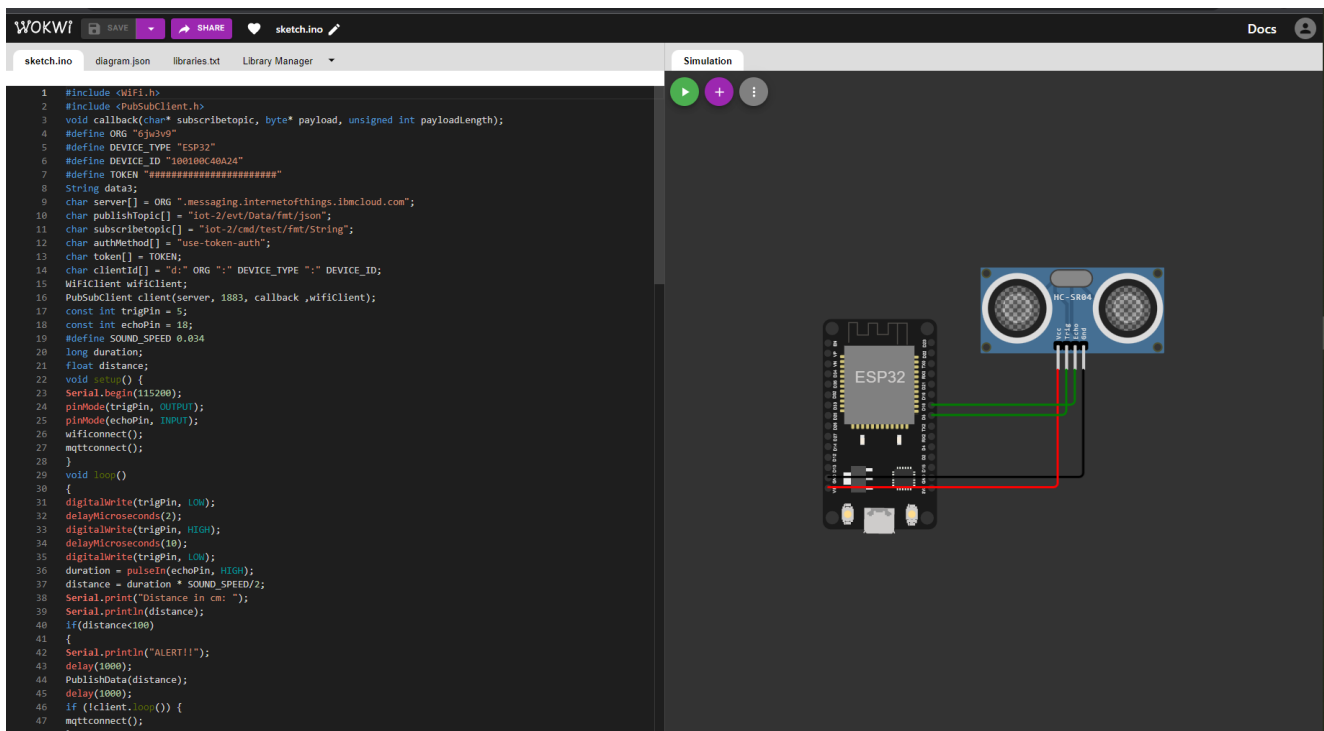 WOKWI SAVE SHARE sketch.ino Docs
sketch.ino diagram.json libraries.txt Library Manager Simulation
1 #include <WiFi.h>
2 #include <PubSubClient.h>
3 void callback(char* subscribetopic, byte* payload, unsigned int payloadLength);
4 #define ORG "6jw3v9"
5 #define DEVICE_TYPE "ESP32"
6 #define DEVICE_ID "100100C40A24"
7 #define TOKEN "#######################"
8 String data3;
9 char server[] = ORG ".messaging.internetofthings.ibmcloud.com";
10 char publishTopic[] = "iot-2/evt/Data/fmt/json";
11 char subscribetopic[] = "iot-2/cmd/test/fmt/String";
12 char authMethod[] = "use-token-auth";
13 char token[] = TOKEN;
14 char clientId[] = "d:" ORG ":" DEVICE_TYPE ":" DEVICE_ID;
15 WiFiClient wifiClient;
16 PubSubClient client(server, 1883, callback ,wifiClient);
17 const int trigPin = 5;
18 const int echoPin = 18;
19 #define SOUND_SPEED 0.034
20 long duration;
21 float distance;
22 void setup() {
23 Serial.begin(115200);
24 pinMode(trigPin, OUTPUT);
25 pinMode(echoPin, INPUT);
26 wificonnect();
27 mqttconnect();
28 }
29 void loop()
30 {
31 digitalWrite(trigPin, LOW);
32 delayMicroseconds(2);
33 digitalWrite(trigPin, HIGH);
34 delayMicroseconds(10);
35 digitalWrite(trigPin, LOW);
36 duration = pulseIn(echoPin, HIGH);
37 distance = duration * SOUND_SPEED/2;
38 Serial.print("Distance in cm: ");
39 Serial.println(distance);
40 if(distance<100)
41 {
42 Serial.println("ALERT!!");
43 delay(1000);
44 PublishData(distance);
45 delay(1000);
46 if (!client.loop()) {
47 mqttconnect();
HC-SR04
Vcc
Trig
Echo
Gnd
ESP32